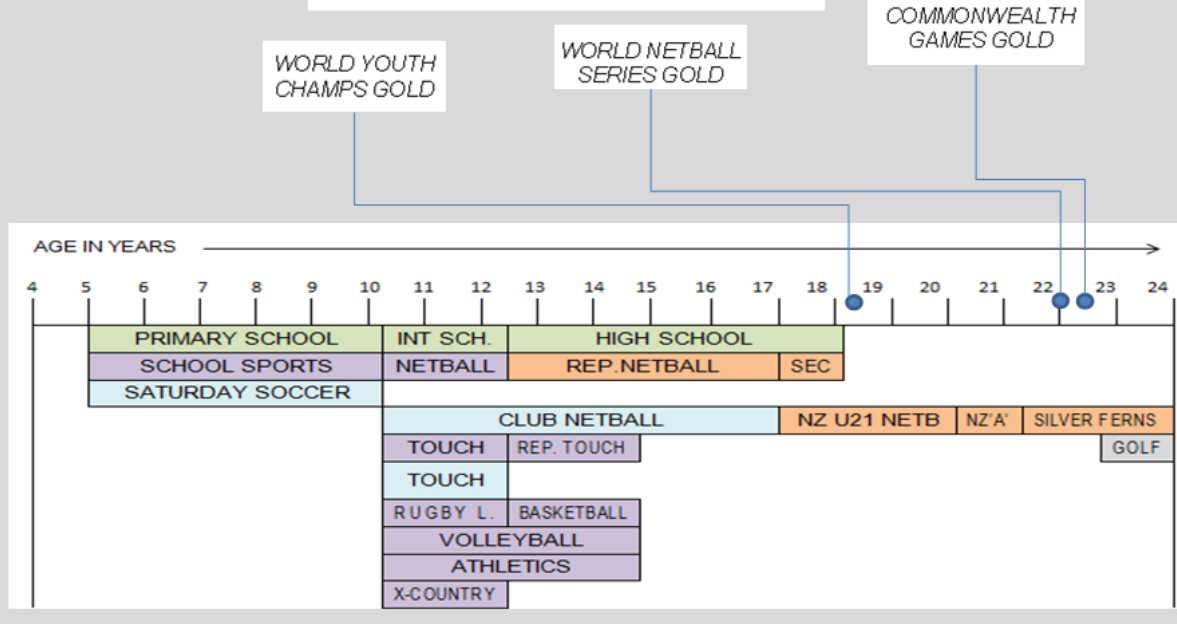 COMMONWEALTH
GAMES GOLD
WORLD NETBALL
SERIES GOLD
WORLD YOUTH
CHAMPS GOLD
AGE IN YEARS
4 5 6 7 8 9 10 11 12 13 14 15 16 17 18 19 20 21 22 23 24
PRIMARY SCHOOL INT SCH. HIGH SCHOOL
SCHOOL SPORTS NETBALL REP.NETBALL SEC
SATURDAY SOCCER
CLUB NETBALL NZ U21 NETB NZ'A' SILVER FERNS
TOUCH REP. TOUCH GOLF
TOUCH
RUGBY L. BASKETBALL
VOLLEYBALL
ATHLETICS
X-COUNTRY